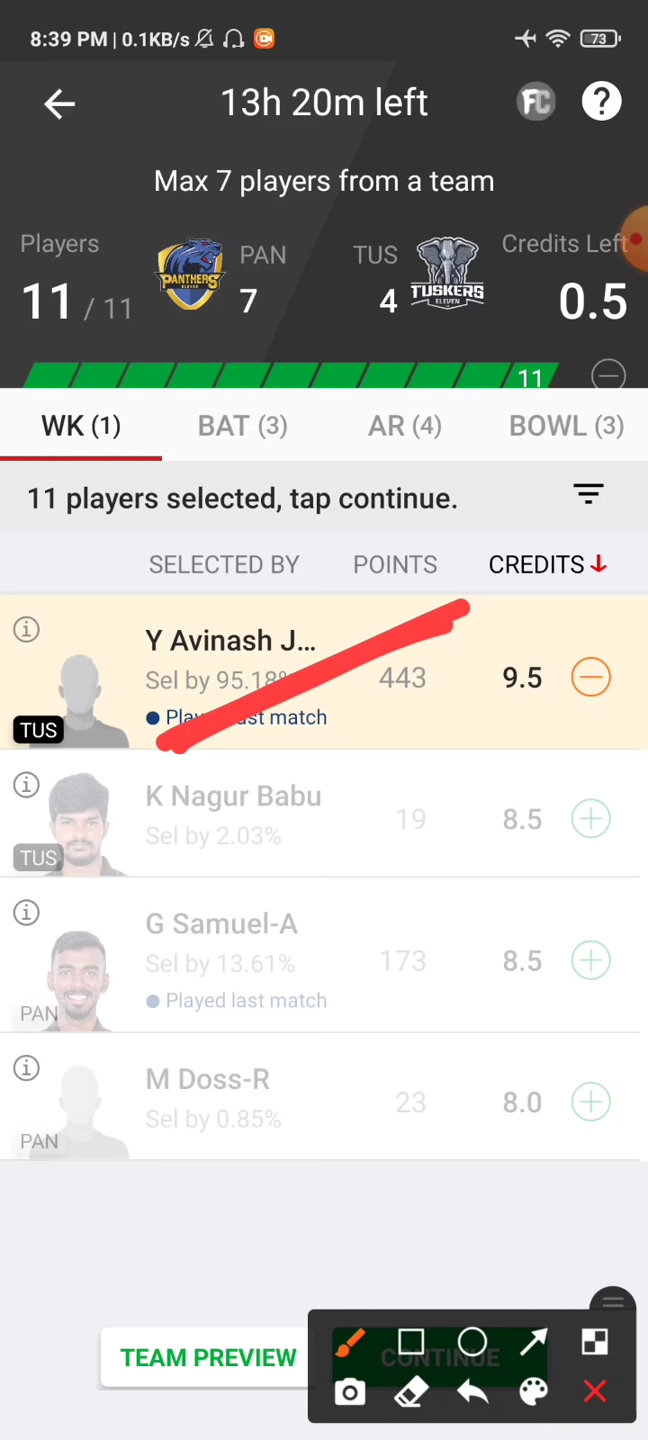 8:39 PM | 0.1KB/s 73
13h 20m left FC ?
Max 7 players from a team
Players PAN TUS Credits Left
11 / 11 PANTHERS ELEVEN 7 4 TUSKERS ELEVEN 0.5
11
WK (1) BAT (3) AR (4) BOWL (3)
11 players selected, tap continue.
SELECTED BY POINTS CREDITS
Y Avinash J...
Sel by 95.18% 443 9.5
TUS Played last match
K Nagur Babu
Sel by 2.03% 19 8.5
TUS
G Samuel-A
Sel by 13.61% 173 8.5
PAN Played last match
M Doss-R
Sel by 0.85% 23 8.0
PAN
TEAM PREVIEW CONTINUE